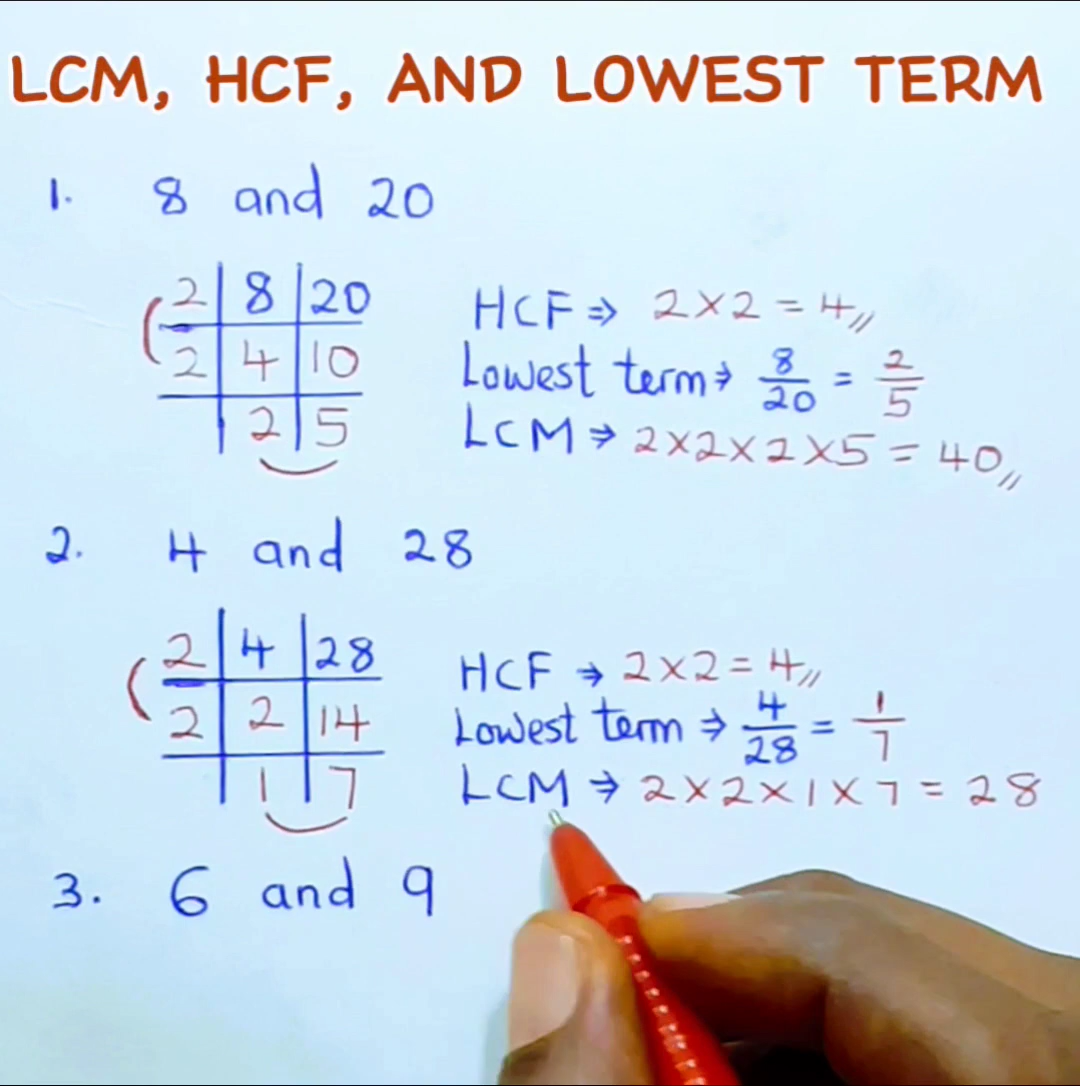 LCM, HCF, AND LOWEST TERM
1. 8 and 20
2 | 8 | 20
2 | 4 | 10
| 2 | 5
HCF ⇒ 2×2 = 4,,
Lowest term ⇒ 8/20 = 2/5
LCM ⇒ 2×2×2×5 = 40,,
2. 4 and 28
2 | 4 | 28
2 | 2 | 14
| 1 | 7
HCF ⇒ 2×2 = 4,,
Lowest term ⇒ 4/28 = 1/7
LCM ⇒ 2×2×1×7 = 28
3. 6 and 9